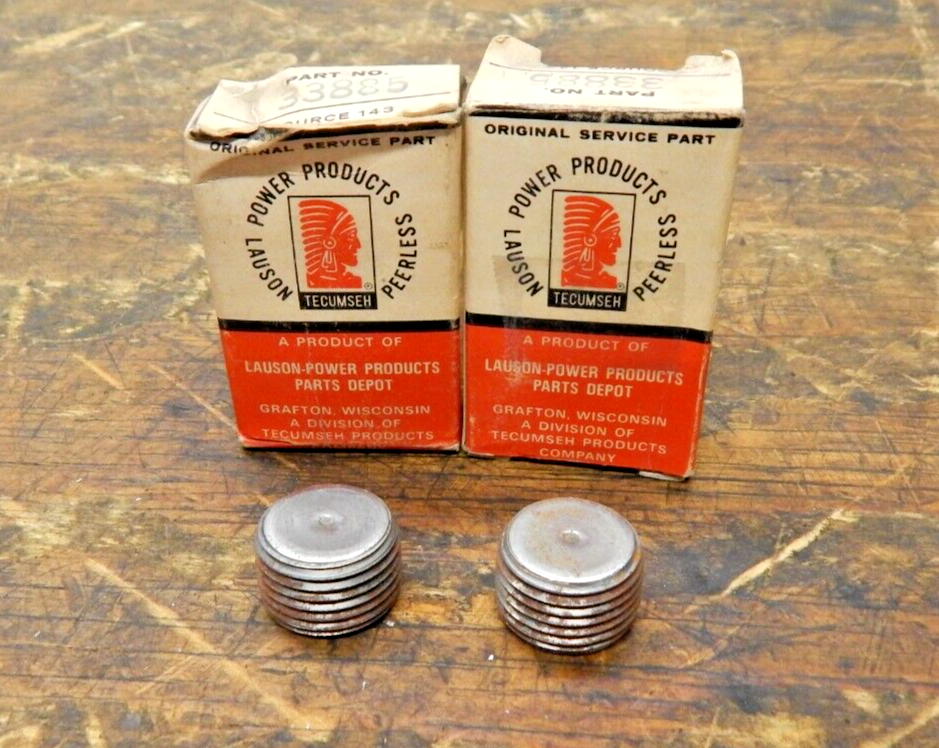 PART NO.
33885
SOURCE 143
ORIGINAL SERVICE PART
LAUSON POWER PRODUCTS PEERLESS
®
TECUMSEH
A PRODUCT OF
LAUSON-POWER PRODUCTS
PARTS DEPOT
GRAFTON, WISCONSIN
A DIVISION OF
TECUMSEH PRODUCTS
PART NO.
33885
ORIGINAL SERVICE PART
LAUSON POWER PRODUCTS PEERLESS
®
TECUMSEH
A PRODUCT OF
LAUSON-POWER PRODUCTS
PARTS DEPOT
GRAFTON, WISCONSIN
A DIVISION OF
TECUMSEH PRODUCTS
COMPANY